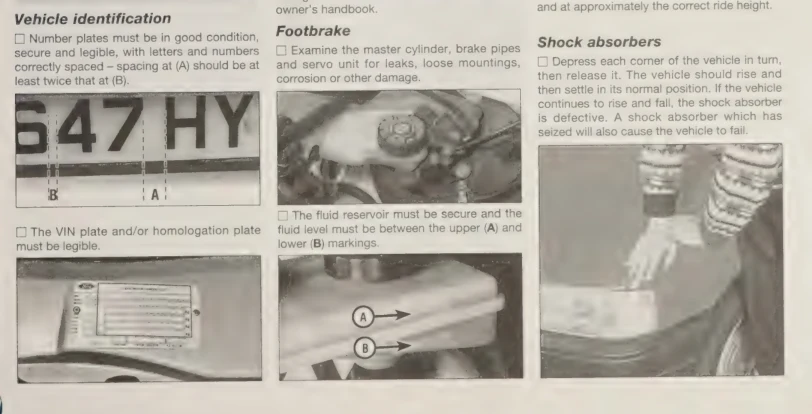 Vehicle identification
☐ Number plates must be in good condition,
secure and legible, with letters and numbers
correctly spaced – spacing at (A) should be at
least twice that at (B).
647 HY
B A
☐ The VIN plate and/or homologation plate
must be legible.
owner's handbook.
Footbrake
☐ Examine the master cylinder, brake pipes
and servo unit for leaks, loose mountings,
corrosion or other damage.
☐ The fluid reservoir must be secure and the
fluid level must be between the upper (A) and
lower (B) markings.
A
B
and at approximately the correct ride height.
Shock absorbers
☐ Depress each corner of the vehicle in turn,
then release it. The vehicle should rise and
then settle in its normal position. If the vehicle
continues to rise and fall, the shock absorber
is defective. A shock absorber which has
seized will also cause the vehicle to fail.